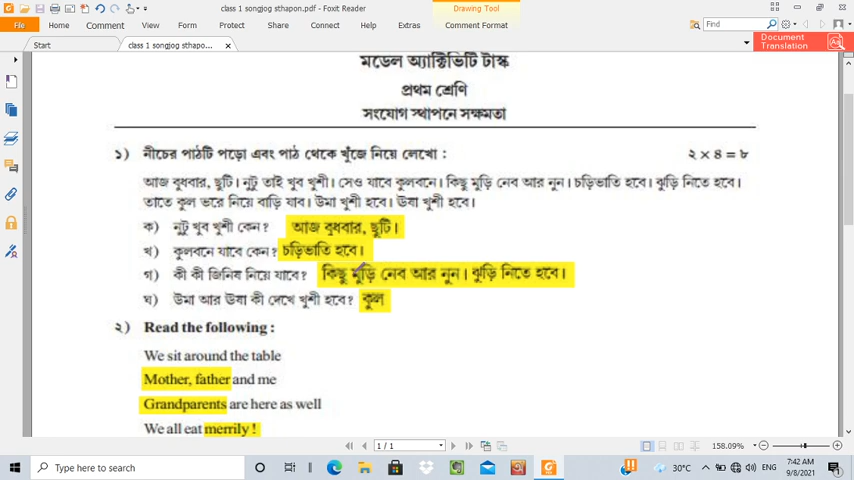 class 1 songjog sthapon.pdf - Foxit Reader
Drawing Tool
File Home Comment View Form Protect Share Connect Help Extras Comment Format
Find
Start
class 1 songjog sthapo...
Document Translation
মডেল অ্যাক্টিভিটি টাস্ক
প্রথম শ্রেণি
সংযোগ স্থাপনে সক্ষমতা
১) নীচের পাঠটি পড়ো এবং পাঠ থেকে খুঁজে নিয়ে লেখো : ২ × ৪ = ৮
আজ বুধবার, ছুটি। নুটু তাই খুব খুশী। সেও যাবে কুলবনে। কিছু মুড়ি নেব আর নুন। চড়িভাতি হবে। ঝুড়ি নিতে হবে।
তাতে কুল ভরে নিয়ে বাড়ি যাব। উমা খুশী হবে। ঊষা খুশী হবে।
ক) নুটু খুব খুশী কেন? আজ বুধবার, ছুটি।
খ) কুলবনে যাবে কেন? চড়িভাতি হবে।
গ) কী কী জিনিষ নিয়ে যাবে? কিছু মুড়ি নেব আর নুন। ঝুড়ি নিতে হবে।
ঘ) উমা আর ঊষা কী দেখে খুশী হবে? কুল
২) Read the following :
We sit around the table
Mother, father and me
Grandparents are here as well
We all eat merrily !
1 / 1
158.09%
Type here to search
30°C
ENG
7:42 AM
9/8/2021